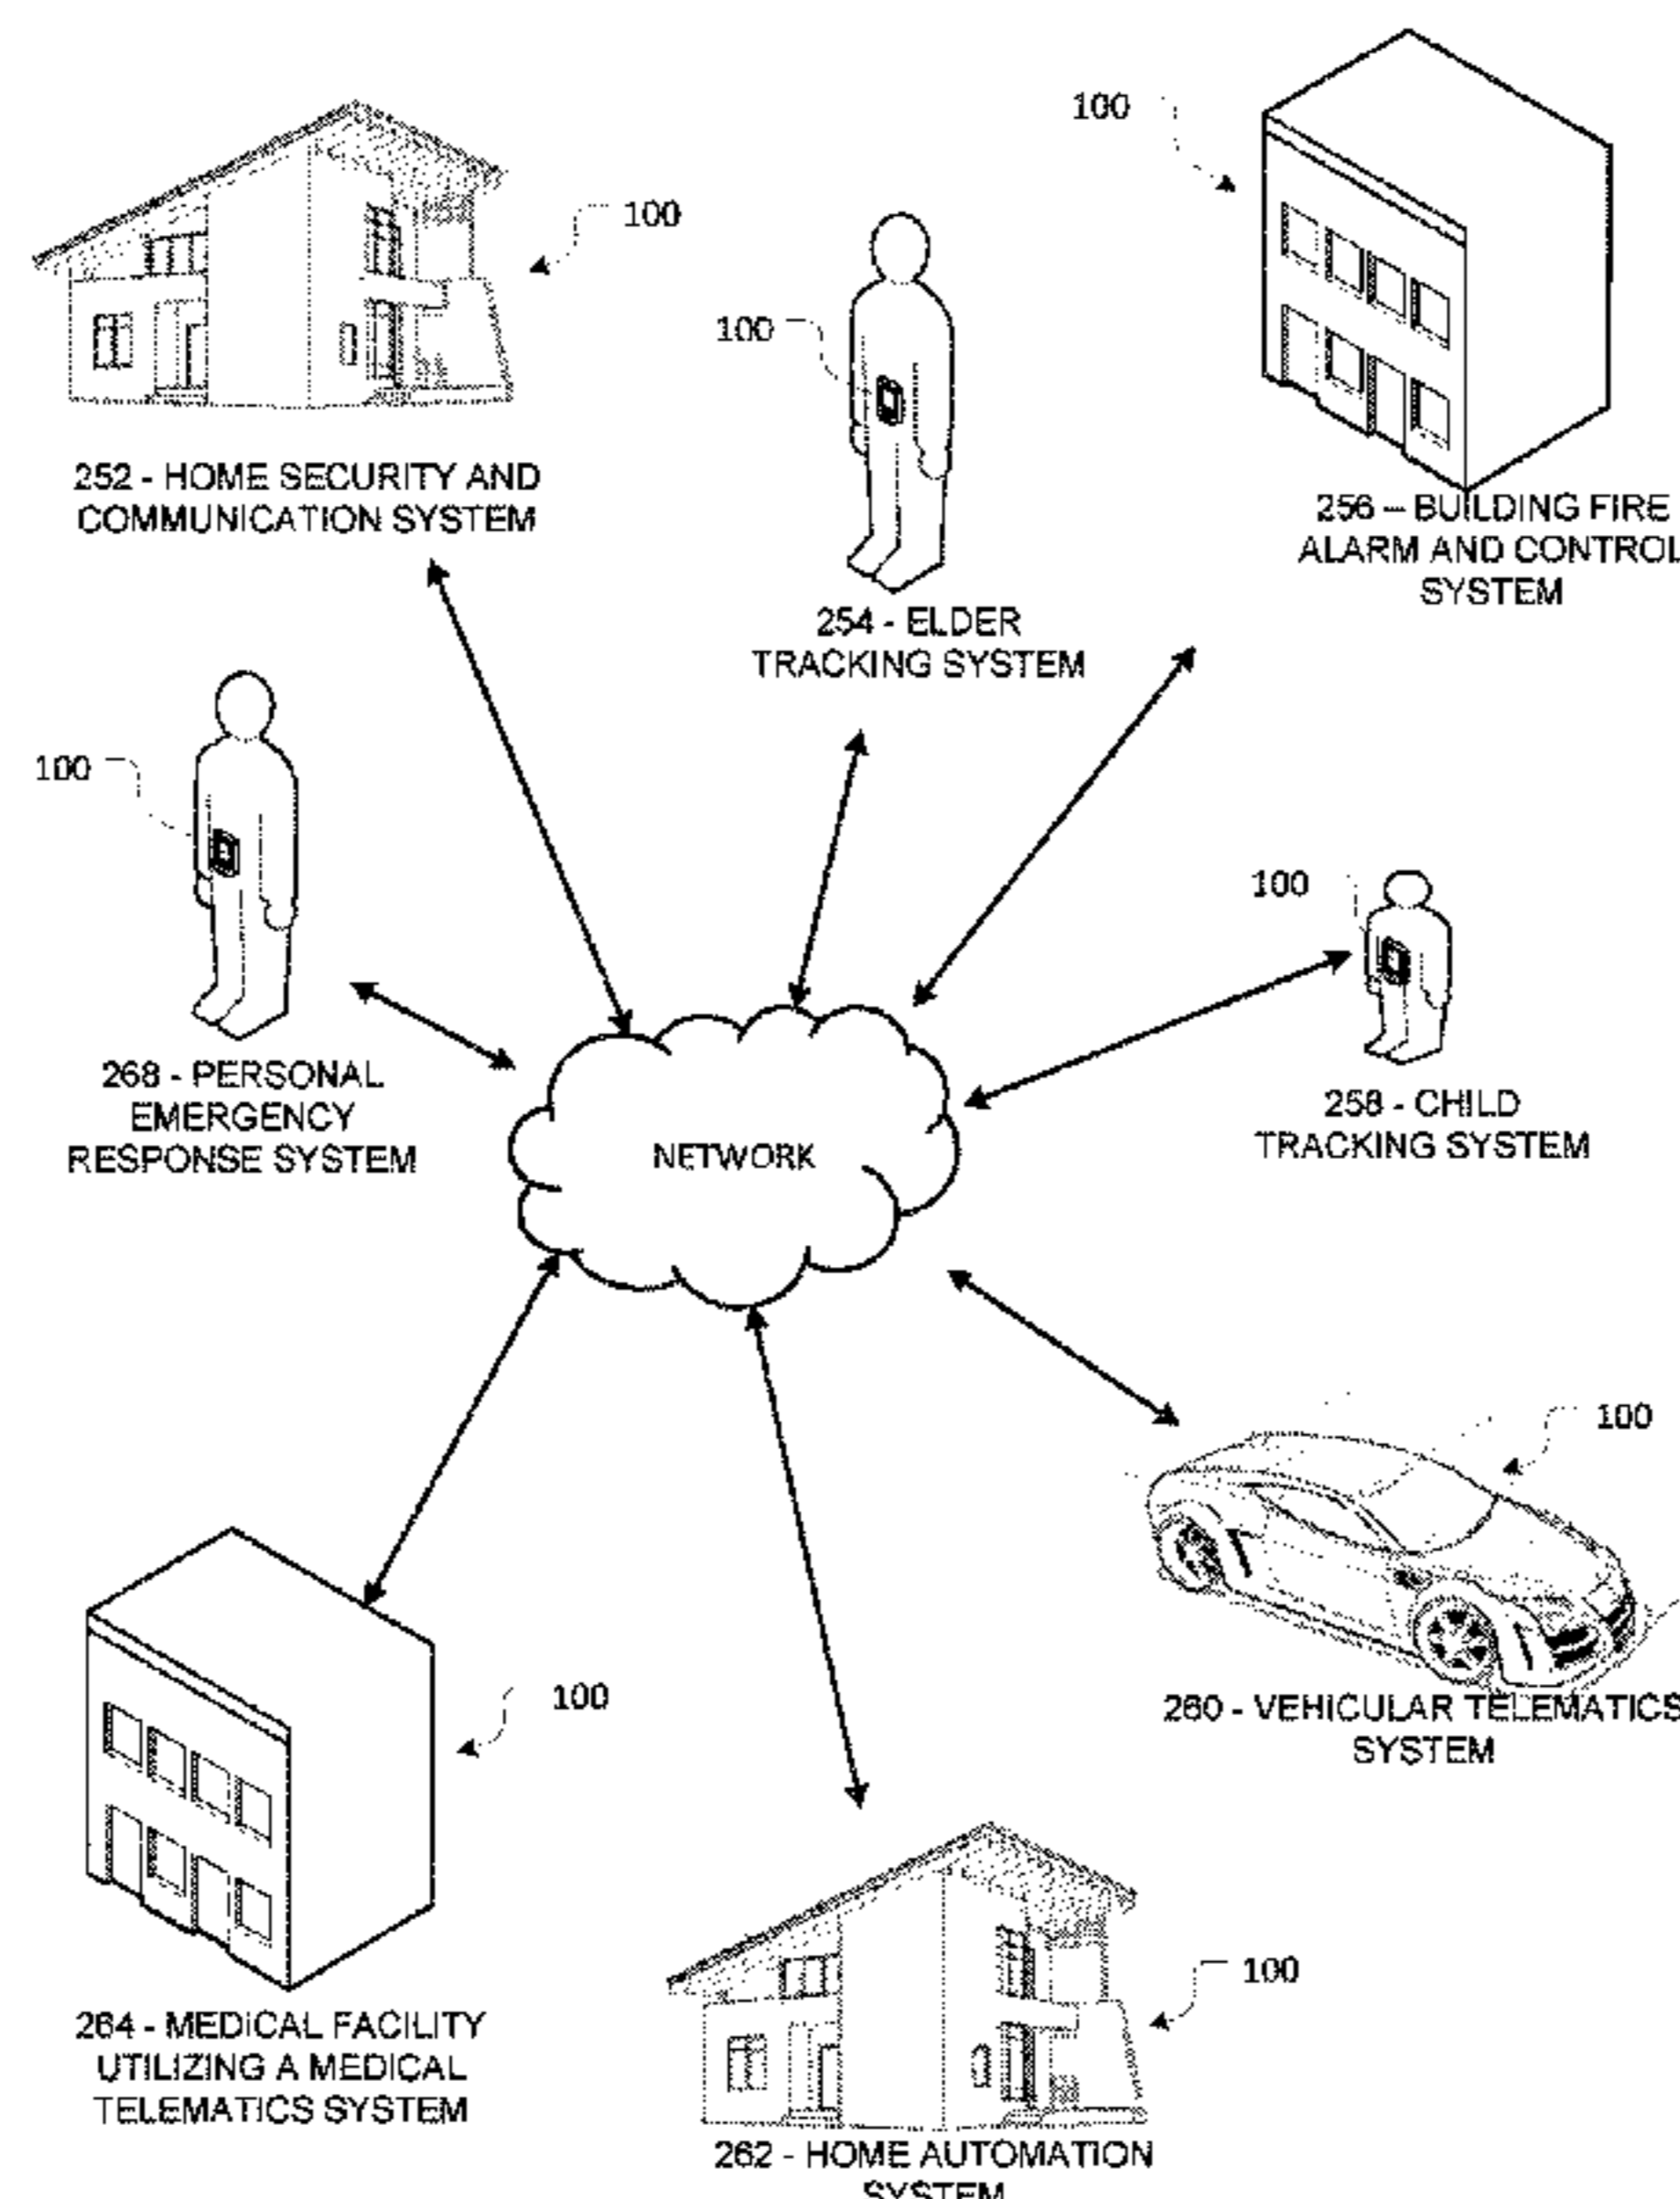 100
100
252 - HOME SECURITY AND
COMMUNICATION SYSTEM
100
256 – BUILDING FIRE
ALARM AND CONTROL
SYSTEM
254 - ELDER
TRACKING SYSTEM
100
100
268 - PERSONAL
EMERGENCY
RESPONSE SYSTEM
NETWORK
258 - CHILD
TRACKING SYSTEM
100
260 - VEHICULAR TELEMATICS
SYSTEM
100
264 - MEDICAL FACILITY
UTILIZING A MEDICAL
TELEMATICS SYSTEM
100
262 - HOME AUTOMATION
SYSTEM